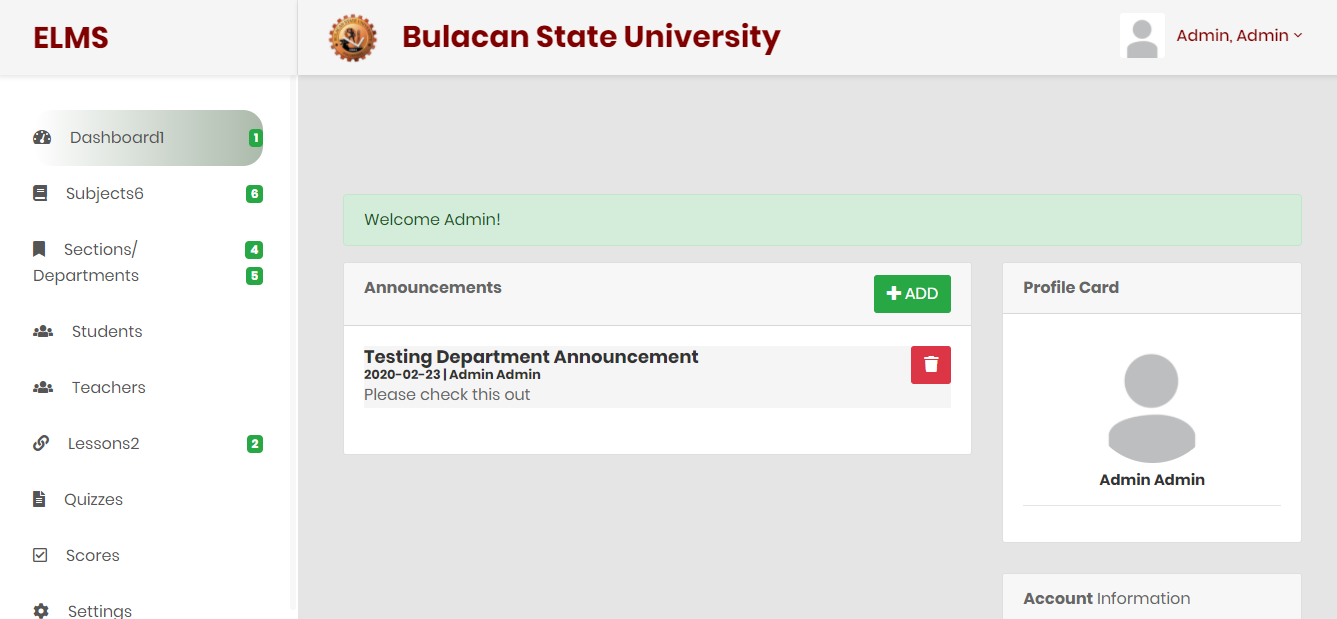 ELMS
Bulacan State University
Admin, Admin
Dashboard1 1
Subjects6 6
Sections/ 4
Departments 5
Students
Teachers
Lessons2 2
Quizzes
Scores
Settings
Welcome Admin!
Announcements
ADD
Testing Department Announcement
2020-02-23 | Admin Admin
Please check this out
Profile Card
Admin Admin
Account Information